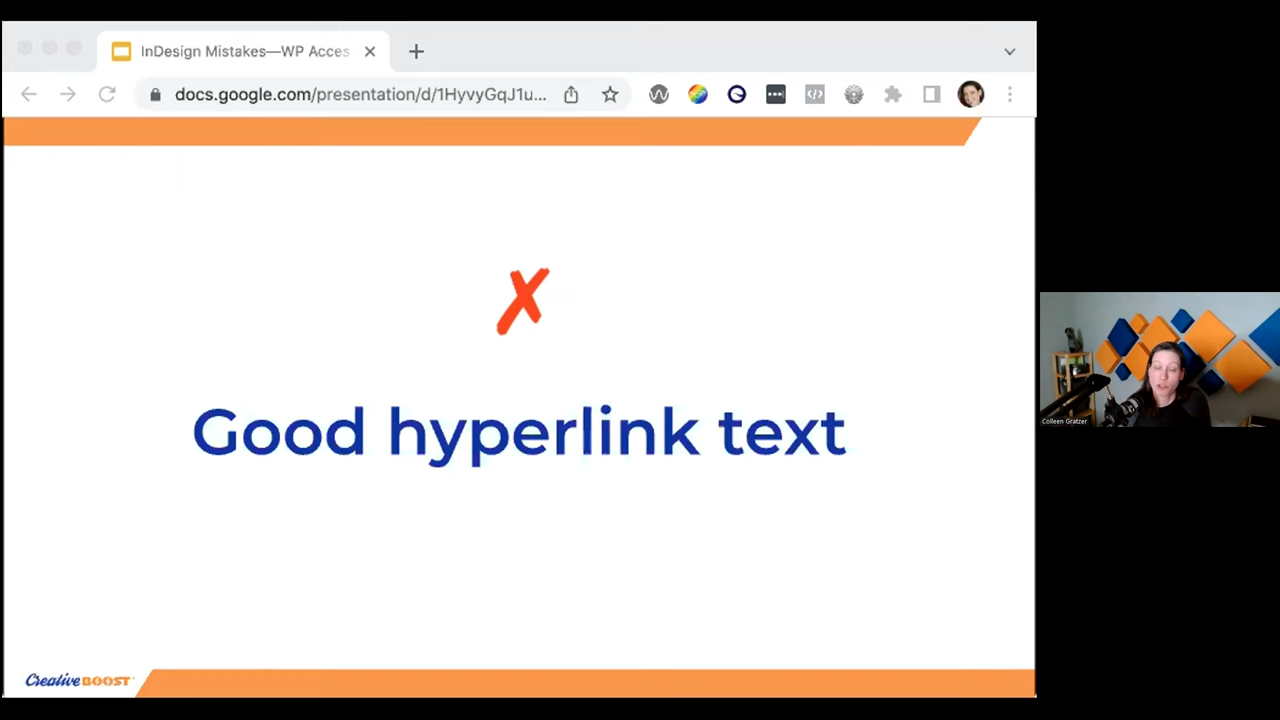 InDesign Mistakes—WP Acces
docs.google.com/presentation/d/1HyvyGqJ1u...
Good hyperlink text
Colleen Gratzer
CreativeBOOST